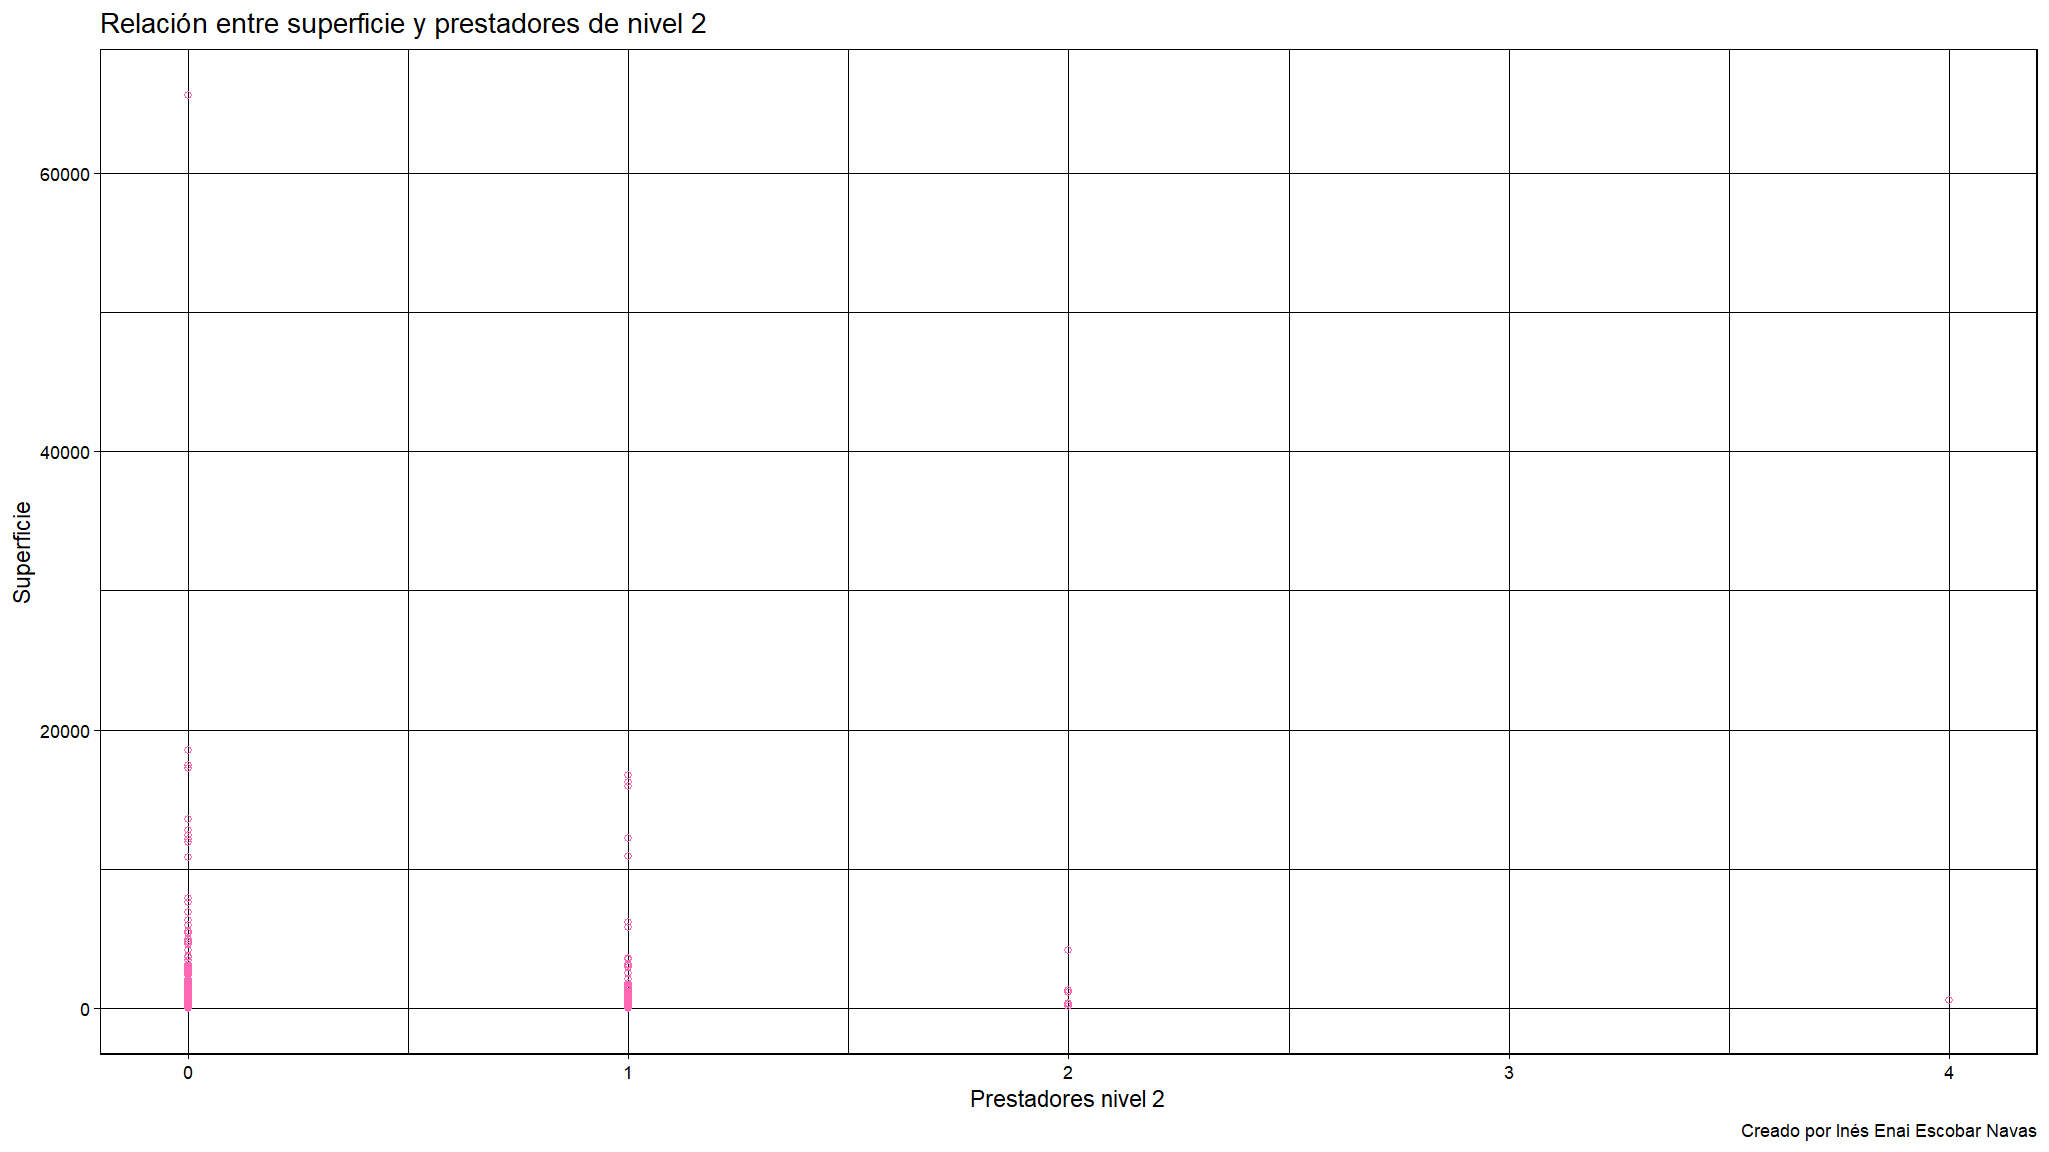 Relación entre superficie y prestadores de nivel 2
60000
40000
20000
0
Superficie
0 1 2 3 4
Prestadores nivel 2
Creado por Inés Enai Escobar Navas